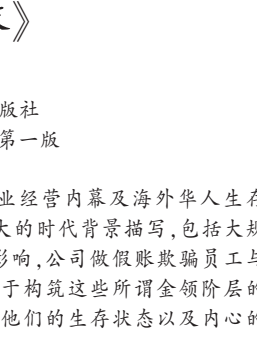 》
版社
第一版
业经营内幕及海外华人生存
大的时代背景描写,包括大规
影响,公司做假账欺骗员工与
于构筑这些所谓金领阶层的
他们的生存状态以及内心的